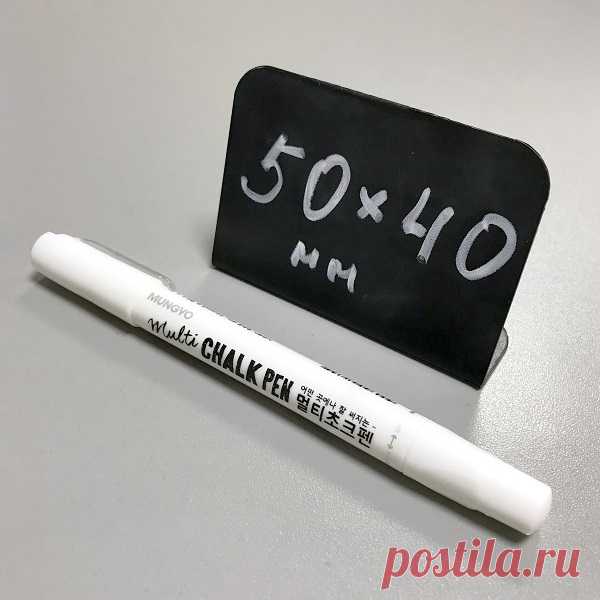 50×40
мм
MUNGYO
Multi CHALK PEN
어떤 곳에나 잘 써지는
멀티초크펜
postila.ru